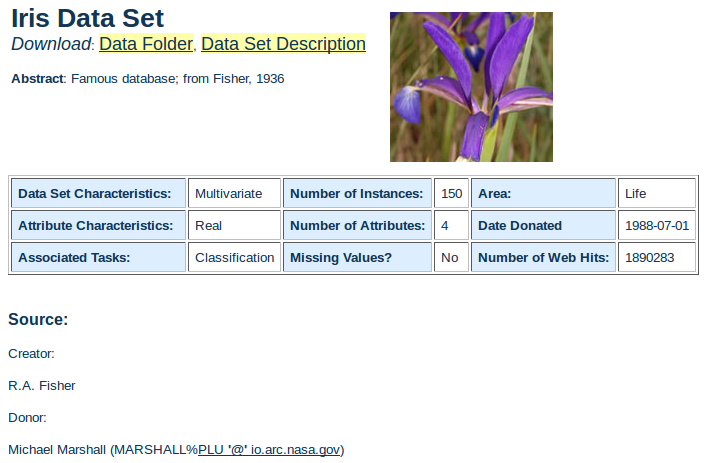 Iris Data Set
Download: Data Folder, Data Set Description
Abstract: Famous database; from Fisher, 1936
Data Set Characteristics: Multivariate Number of Instances: 150 Area: Life
Attribute Characteristics: Real Number of Attributes: 4 Date Donated 1988-07-01
Associated Tasks: Classification Missing Values? No Number of Web Hits: 1890283
Source:
Creator:
R.A. Fisher
Donor:
Michael Marshall (MARSHALL%PLU '@' io.arc.nasa.gov)